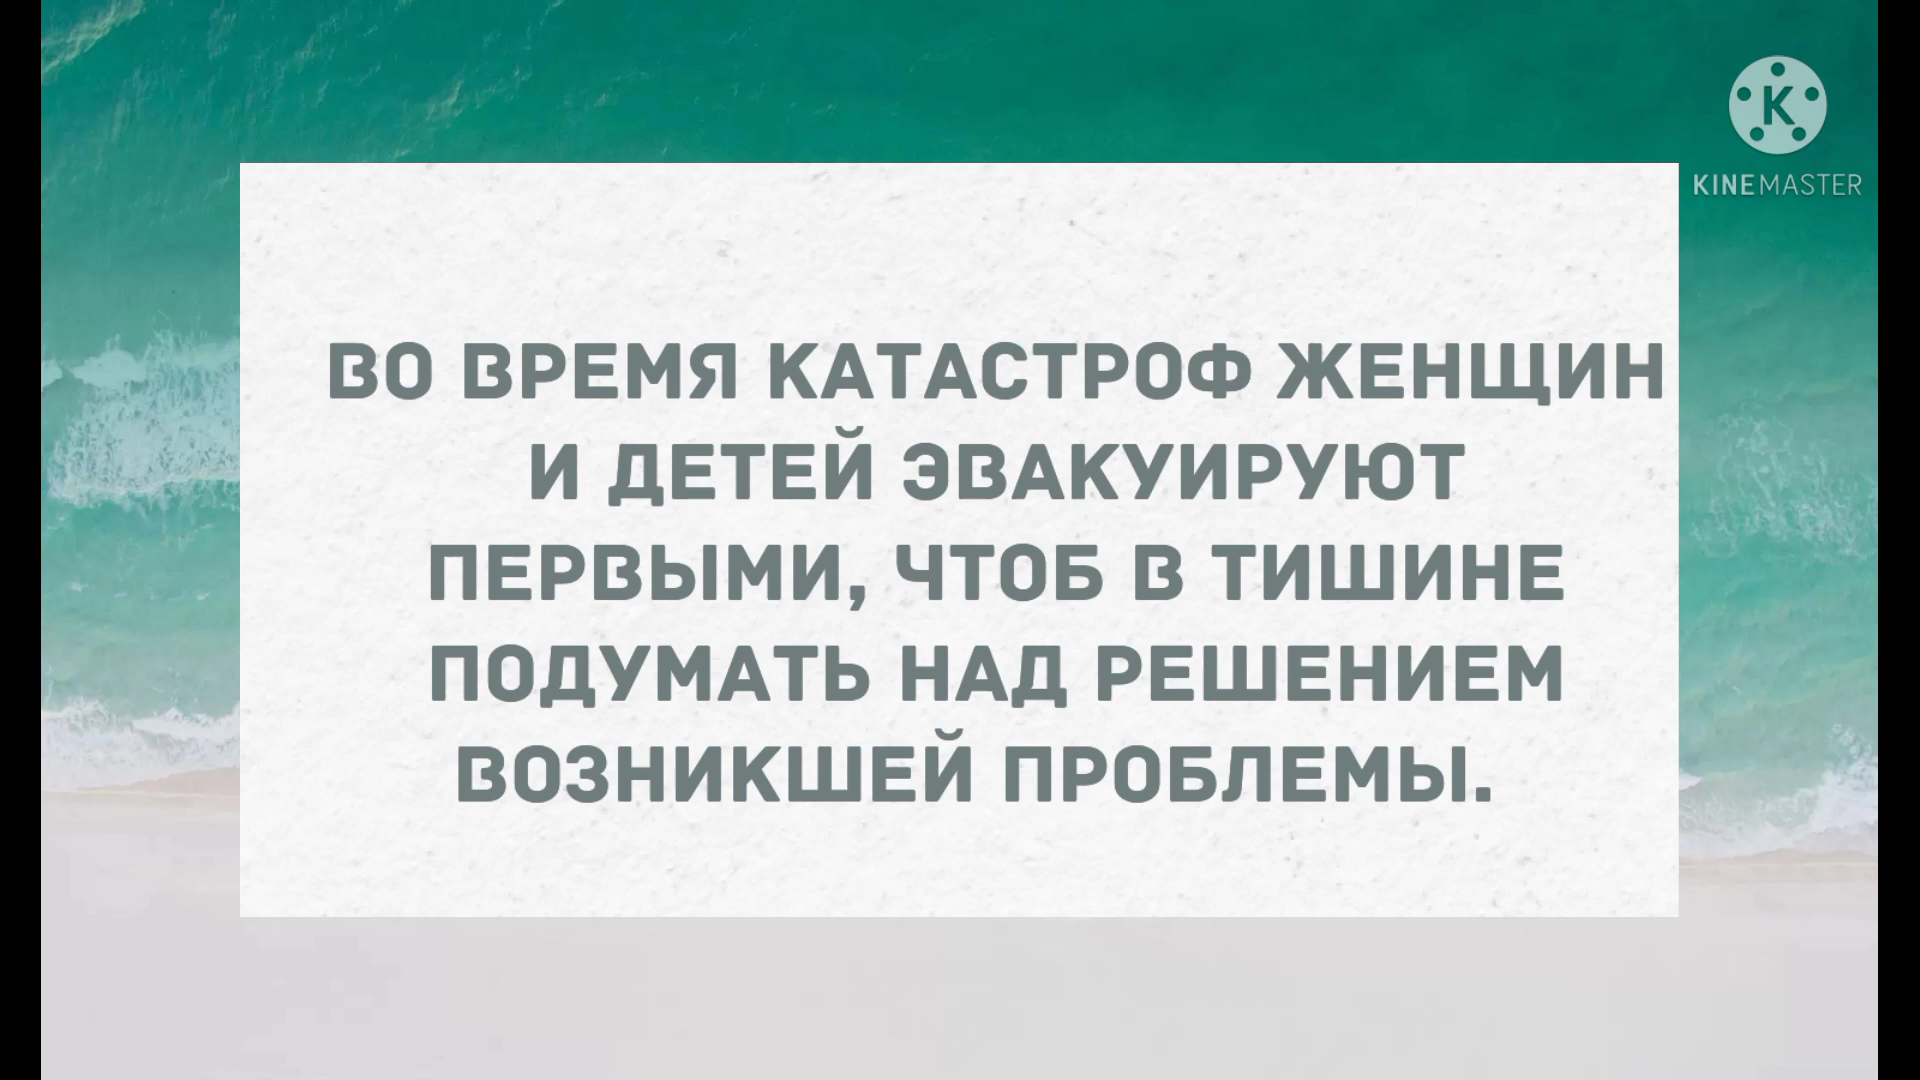 K
KINEMASTER
ВО ВРЕМЯ КАТАСТРОФ ЖЕНЩИН
И ДЕТЕЙ ЭВАКУИРУЮТ
ПЕРВЫМИ, ЧТОБ В ТИШИНЕ
ПОДУМАТЬ НАД РЕШЕНИЕМ
ВОЗНИКШЕЙ ПРОБЛЕМЫ.